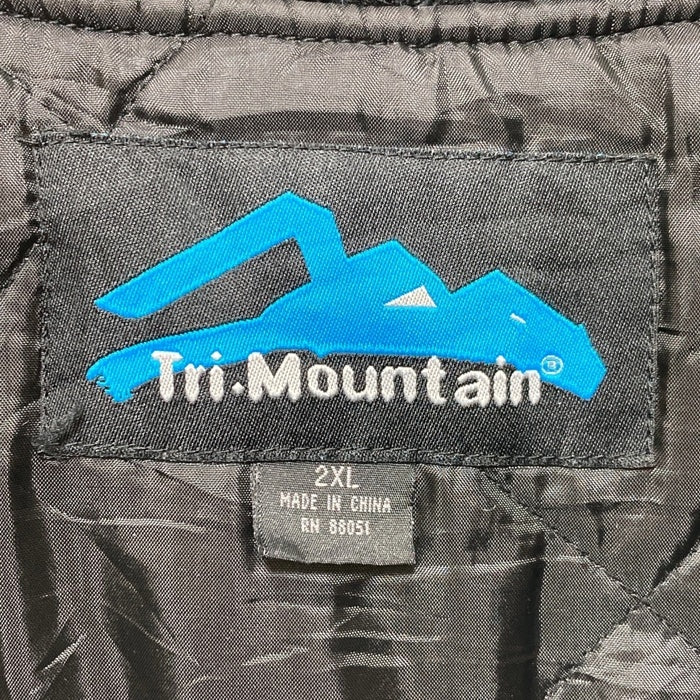 Tri-Mountain®
2XL
MADE IN CHINA
RN 88051